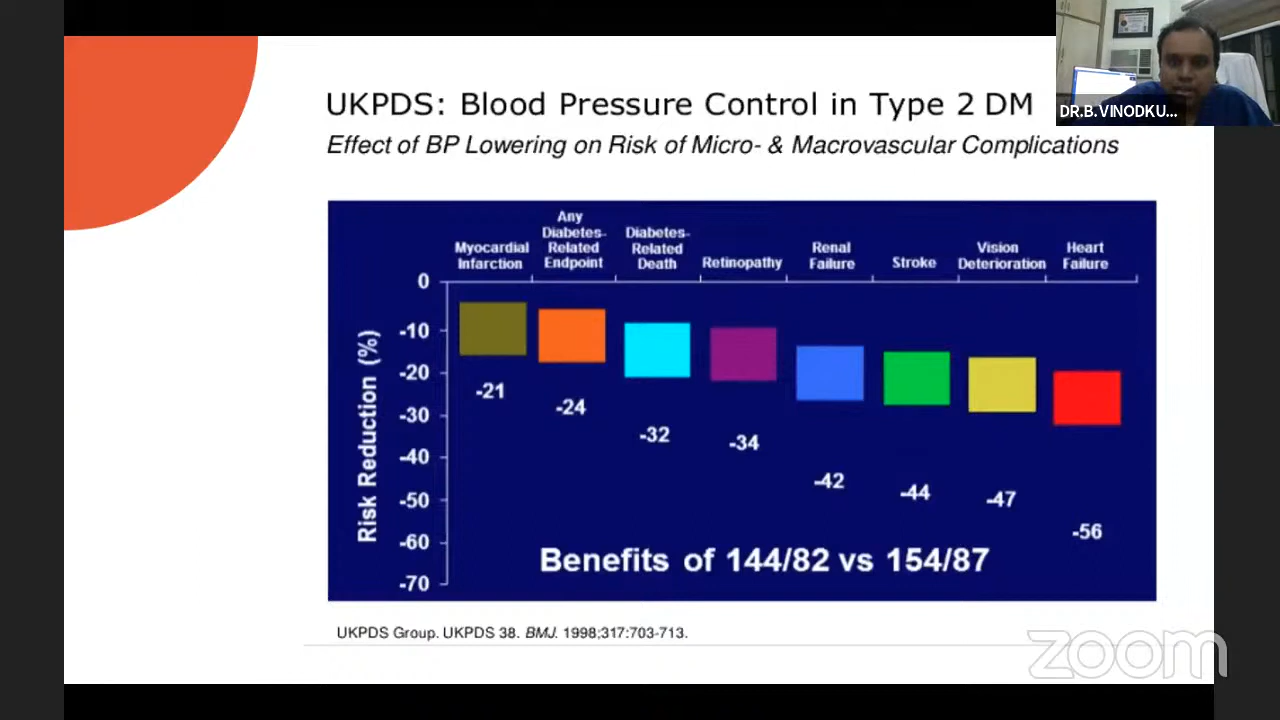 UKPDS: Blood Pressure Control in Type 2 DM
Effect of BP Lowering on Risk of Micro- & Macrovascular Complications
DR.B.VINODKU...
Myocardial
Infarction
Any
Diabetes-
Related
Endpoint
Diabetes-
Related
Death
Retinopathy
Renal
Failure
Stroke
Vision
Deterioration
Heart
Failure
Risk Reduction (%)
0
-10
-20
-30
-40
-50
-60
-70
-21
-24
-32
-34
-42
-44
-47
-56
Benefits of 144/82 vs 154/87
UKPDS Group. UKPDS 38. BMJ. 1998;317:703-713.
zoom